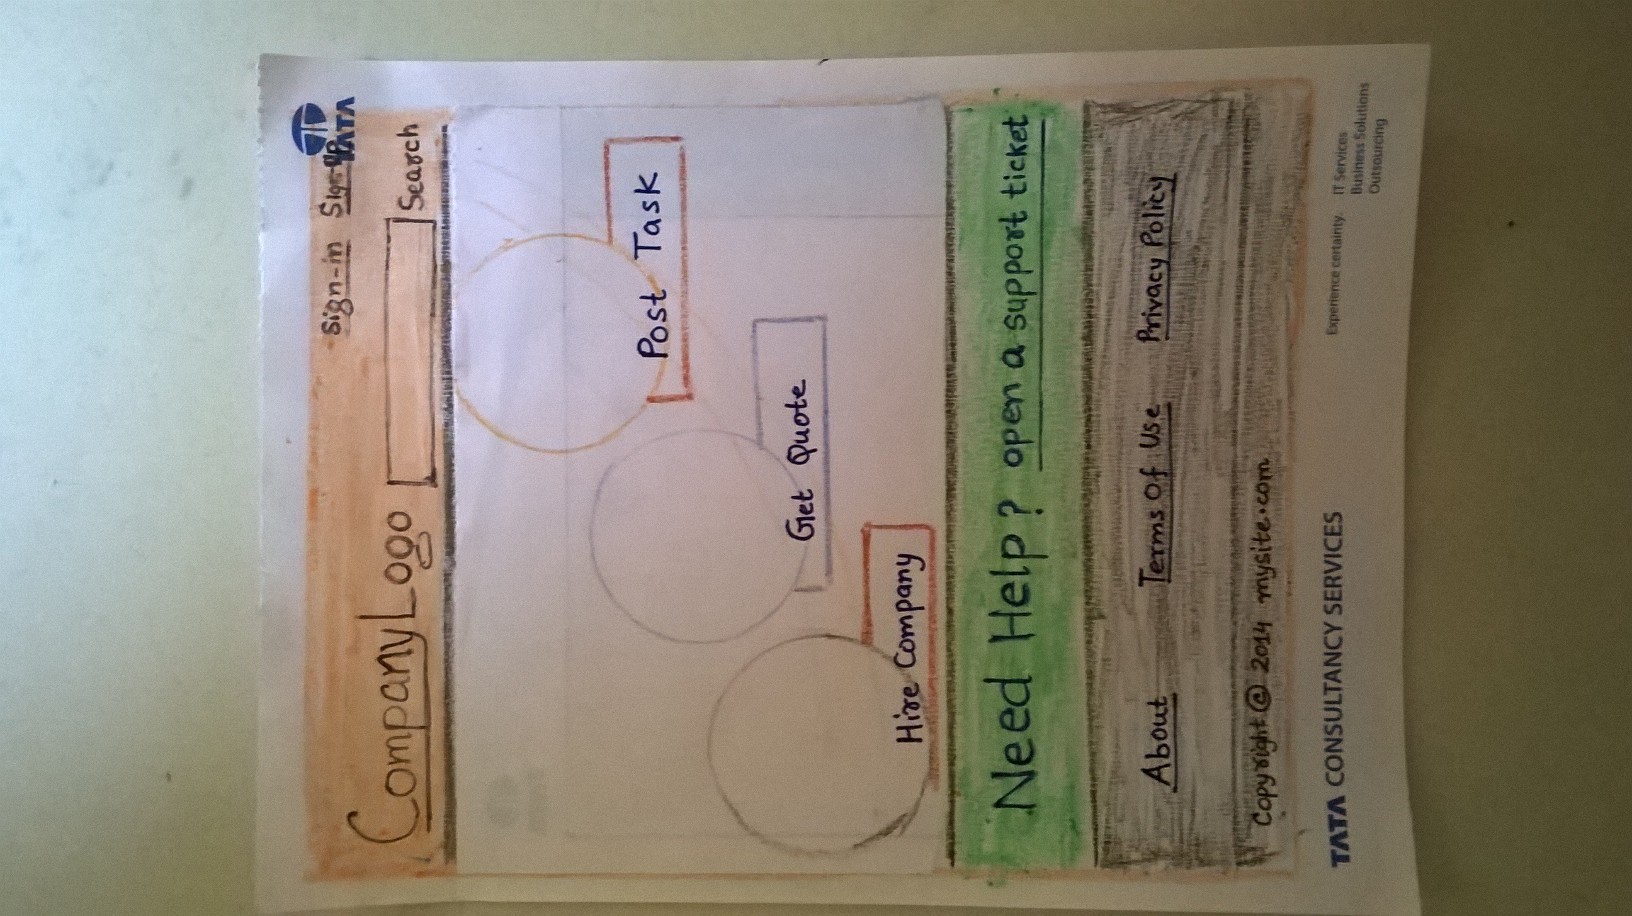 TATA
sign-in Sign-up
CompanyLogo Search
Post Task
Get Quote
Hire Company
Need Help? open a support ticket
About Terms Of Use Privacy Policy
Copyright @ 2014 mysite.com
TATA CONSULTANCY SERVICES
Experience certainty.
IT Services
Business Solutions
Outsourcing